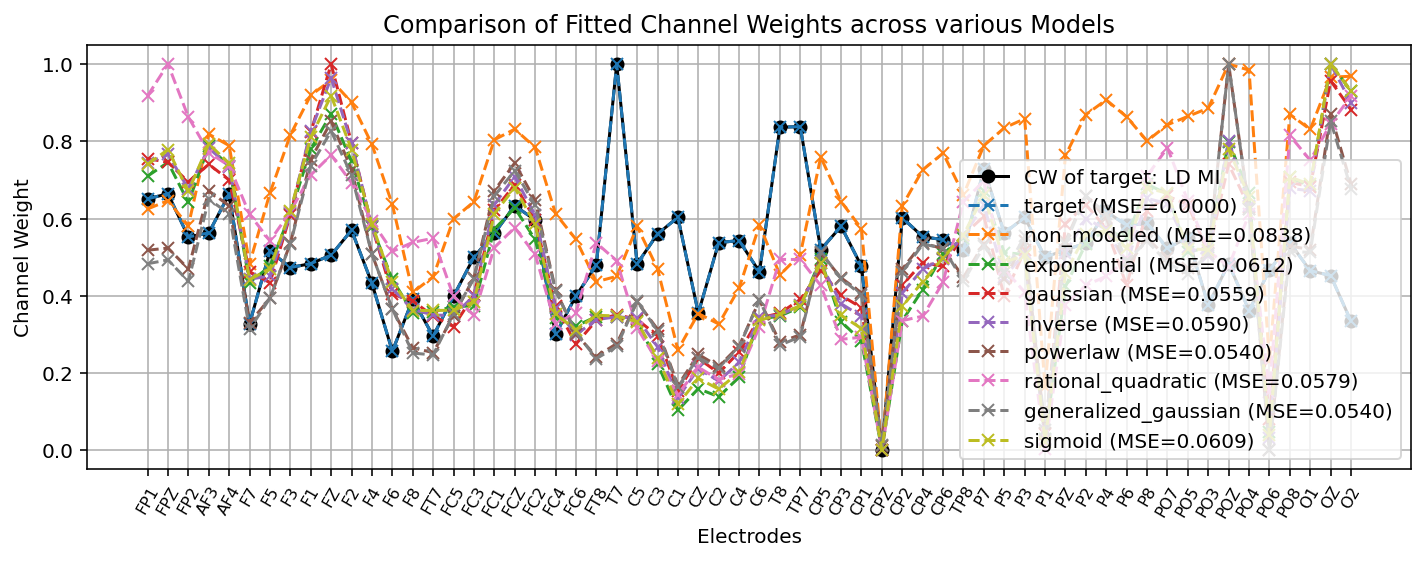 Comparison of Fitted Channel Weights across various Models
Channel Weight
1.0
0.8
0.6
0.4
0.2
0.0
CW of target: LD MI
target (MSE=0.0000)
non_modeled (MSE=0.0838)
exponential (MSE=0.0612)
gaussian (MSE=0.0559)
inverse (MSE=0.0590)
powerlaw (MSE=0.0540)
rational_quadratic (MSE=0.0579)
generalized_gaussian (MSE=0.0540)
sigmoid (MSE=0.0609)
FP1 FPZ FP2 AF3 AF4 F7 F5 F3 F1 FZ F2 F4 F6 F8 FT7 FC5 FC3 FC1 FCZ FC2 FC4 FC6 FT8 T7 C5 C3 C1 CZ C2 C4 C6 T8 TP7 CP5 CP3 CP1 CPZ CP2 CP4 CP6 TP8 P7 P5 P3 P1 PZ P2 P4 P6 P8 PO7 PO5 PO3 POZ PO4 PO6 PO8 O1 OZ O2
Electrodes